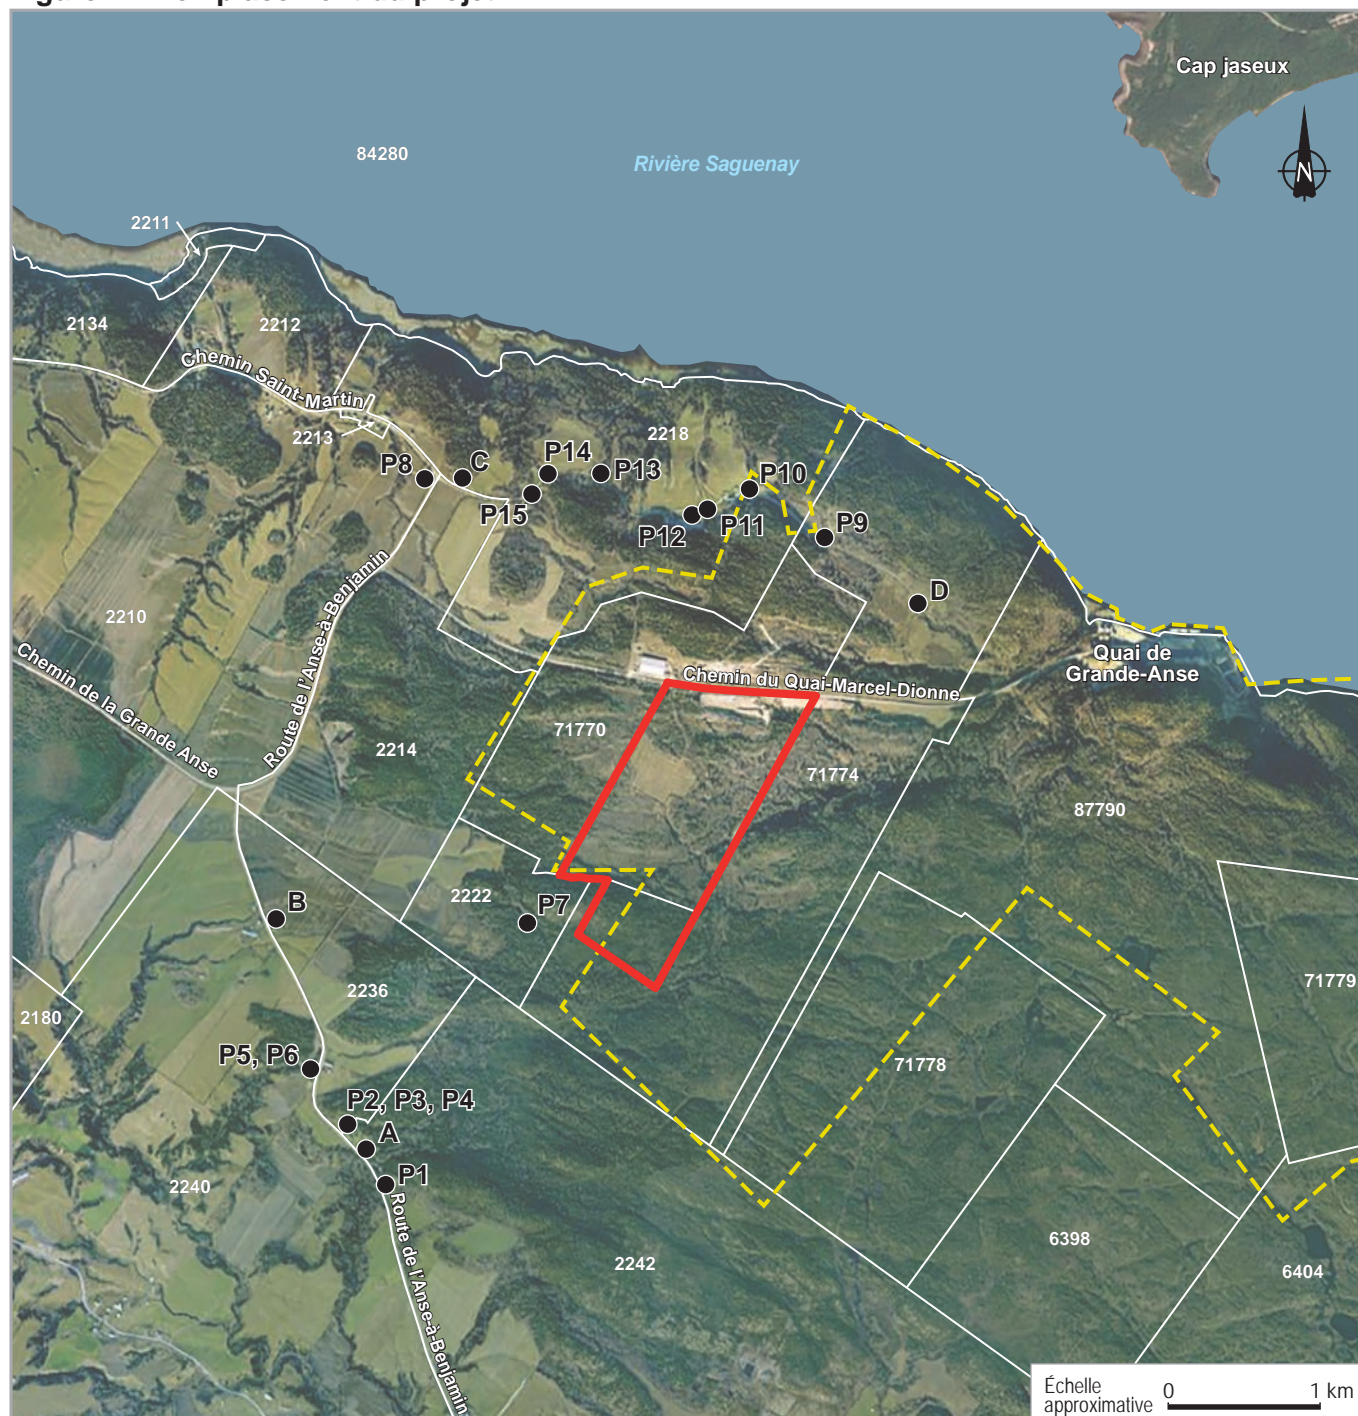 Cap jaseux
84280
Rivière Saguenay
N
2211
2134
2212
Chemin Saint-Martin
2213
2218
P8
C
P14
P13
P10
P15
P12
P11
P9
D
2210
Route de l'Anse-à-Benjamin
Chemin de la Grande Anse
Quai de
Grande-Anse
Chemin du Quai-Marcel-Dionne
2214
71770
71774
87790
2222
P7
B
2236
2180
71779
P5, P6
71778
P2, P3, P4
A
P1
2240
Route de l'Anse-à-Benjamin
2242
6398
6404
Échelle
approximative
0
1 km